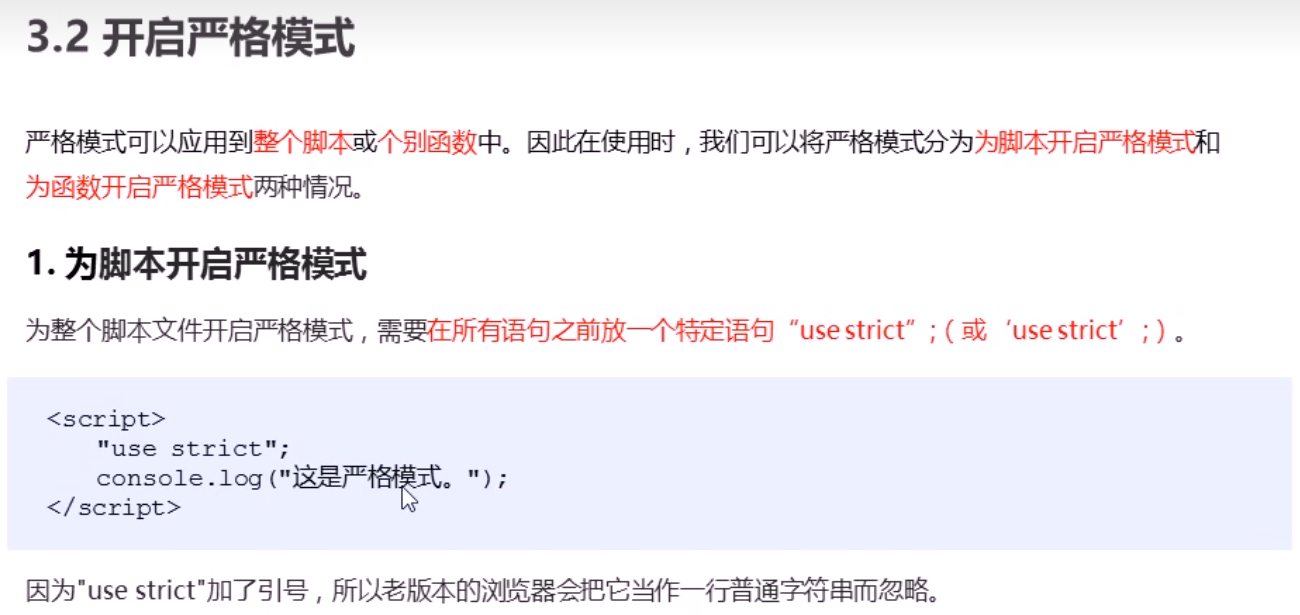 3.2 开启严格模式
严格模式可以应用到整个脚本或个别函数中。因此在使用时，我们可以将严格模式分为为脚本开启严格模式和
为函数开启严格模式两种情况。
1. 为脚本开启严格模式
为整个脚本文件开启严格模式，需要在所有语句之前放一个特定语句“use strict”;(或‘use strict’;)。
<script>
"use strict";
console.log("这是严格模式。");
</script>
因为"use strict"加了引号，所以老版本的浏览器会把它当作一行普通字符串而忽略。